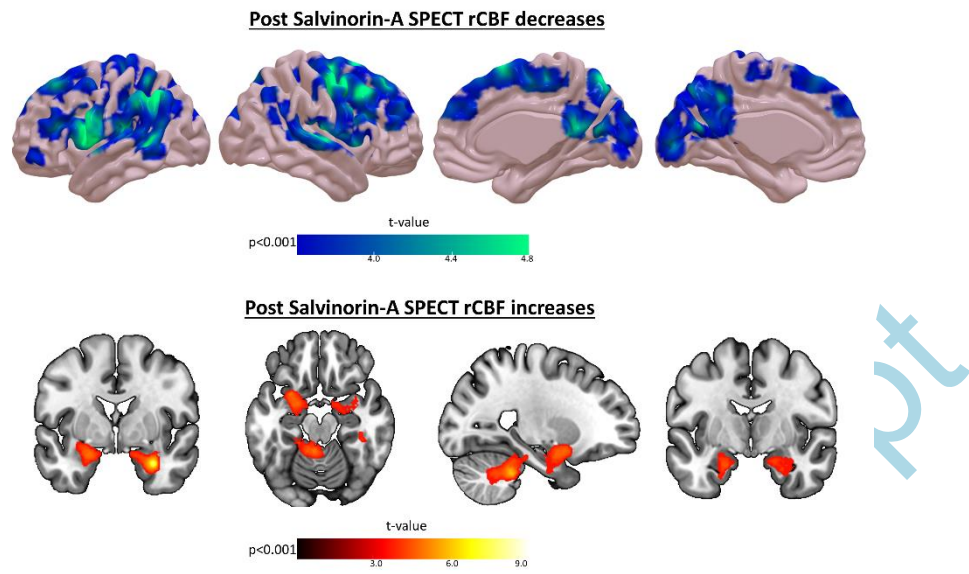 Post Salvinorin-A SPECT rCBF decreases
t-value
p<0.001
4.0 4.4 4.8
Post Salvinorin-A SPECT rCBF increases
pt
t-value
p<0.001
3.0 6.0 9.0